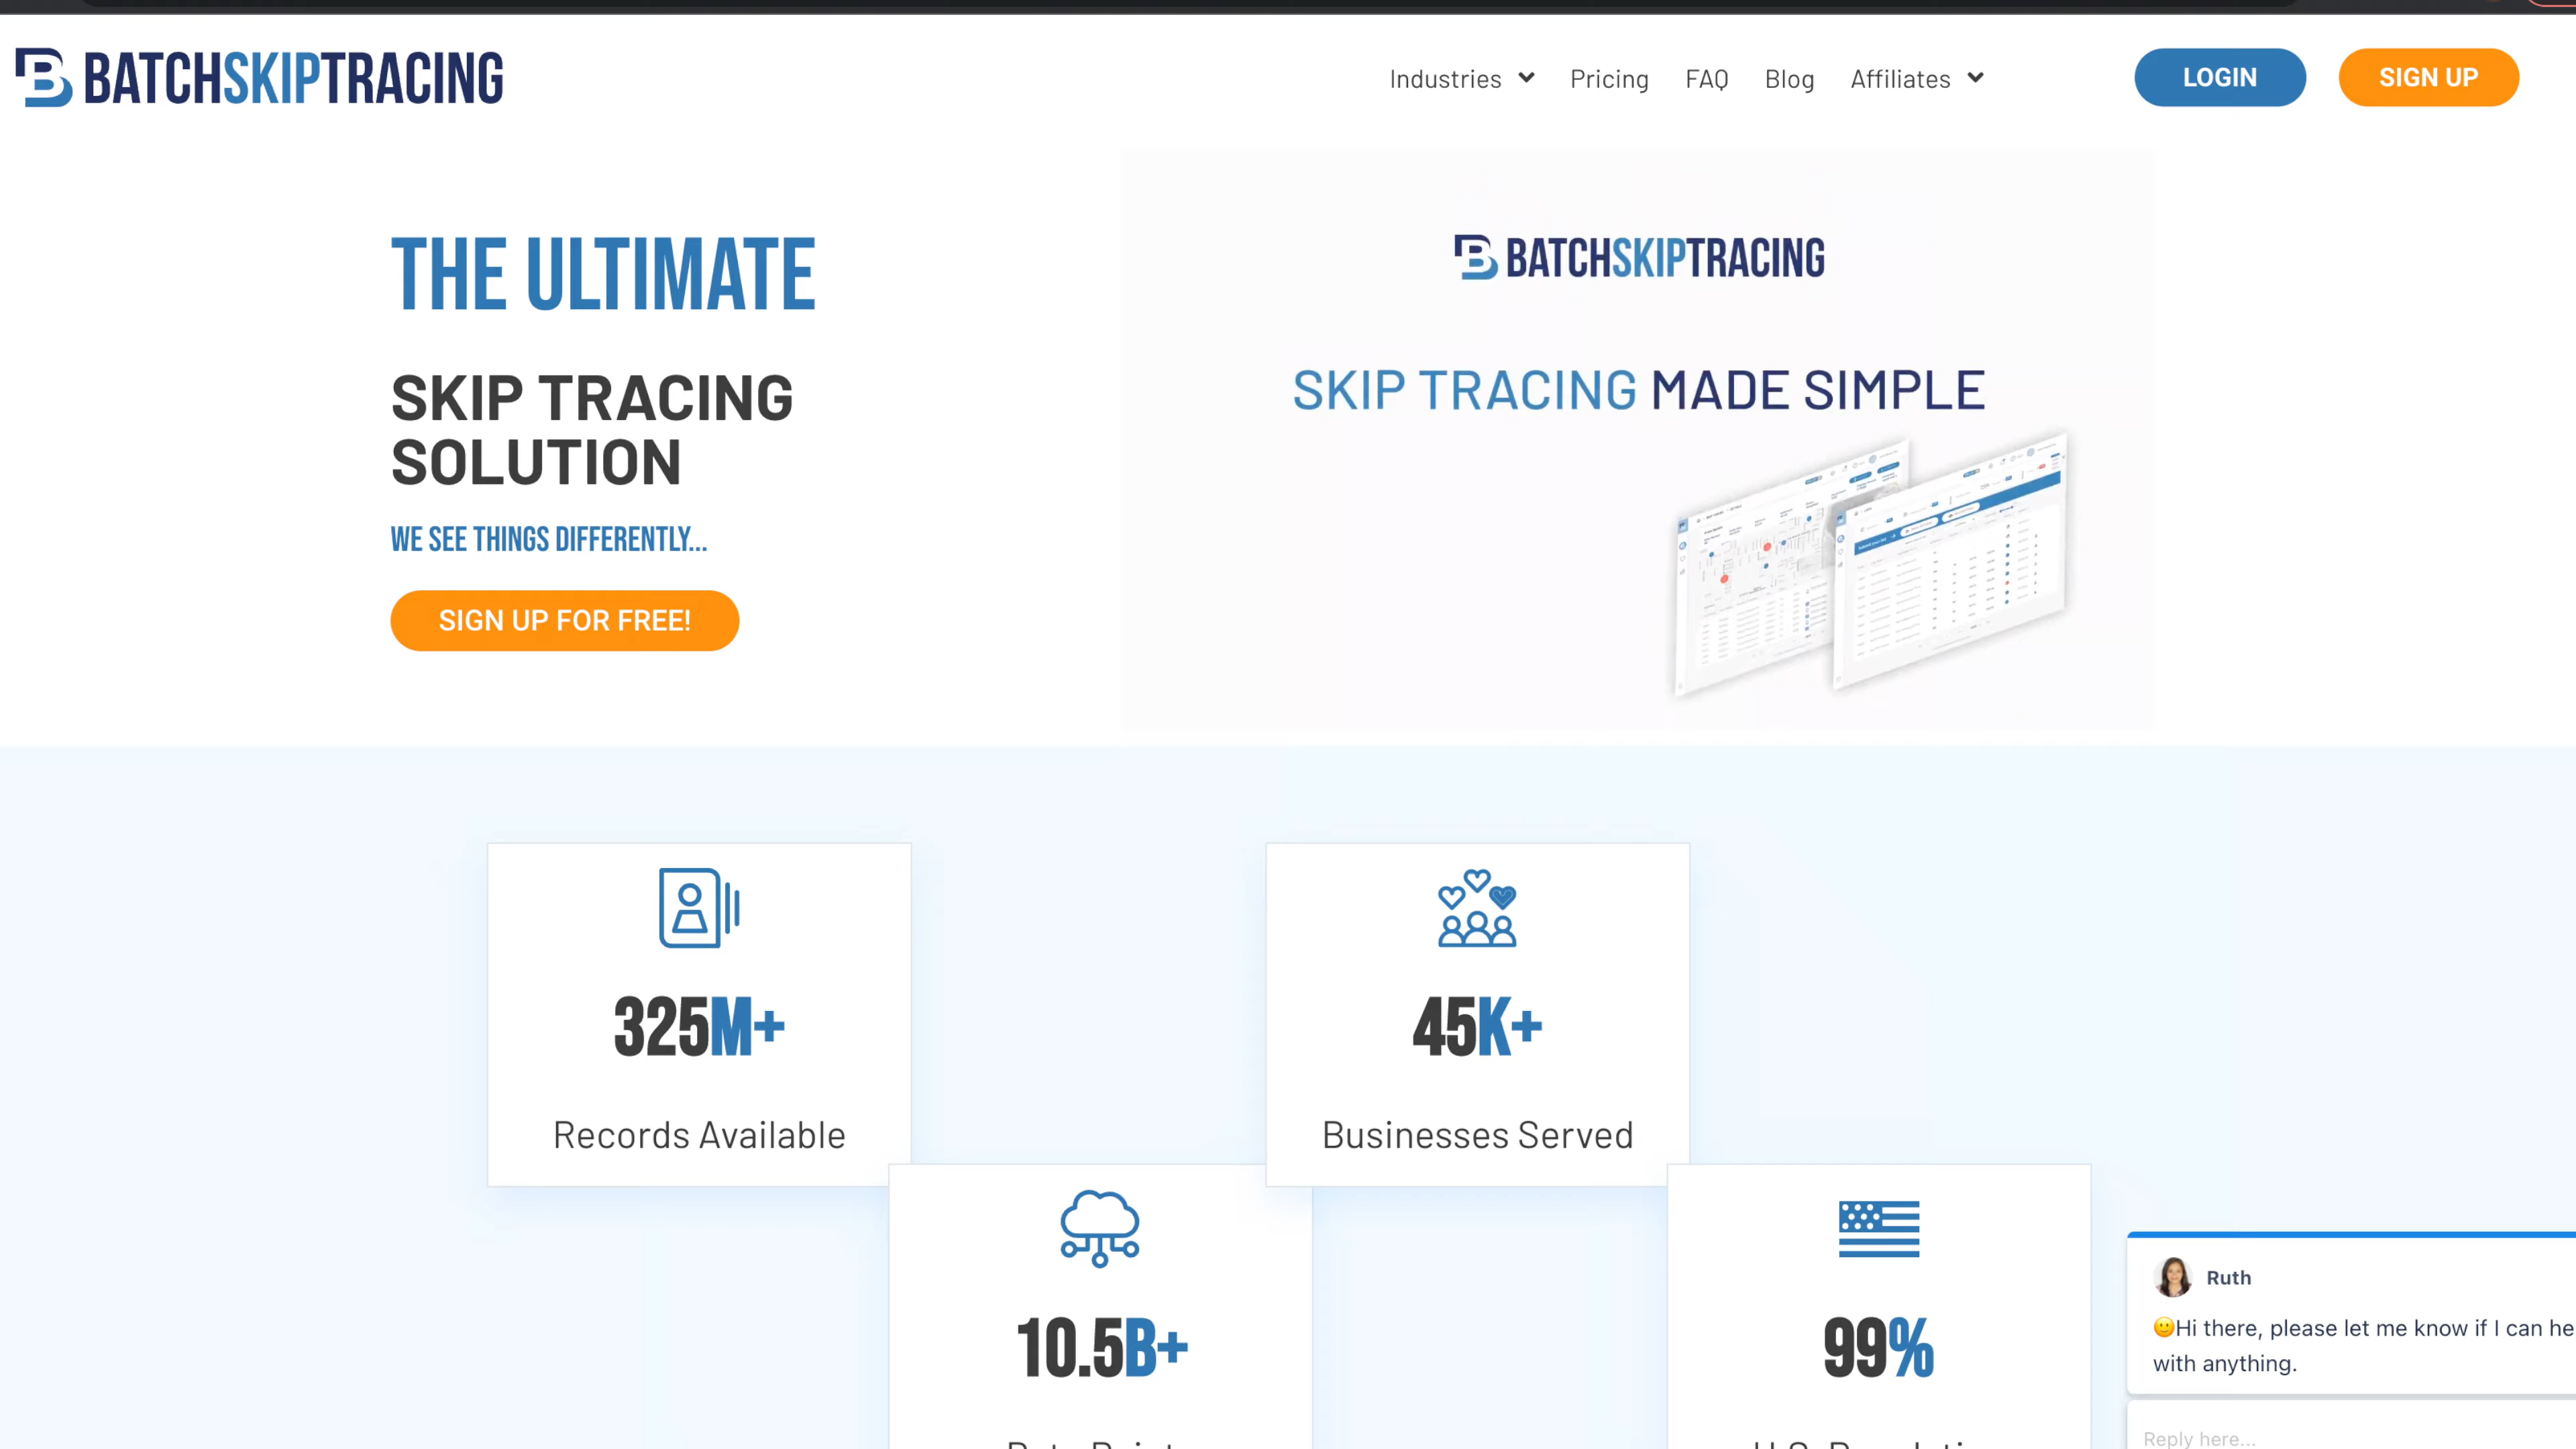 BATCHSKIPTRACING
Industries
Pricing
FAQ
Blog
Affiliates
LOGIN
SIGN UP
THE ULTIMATE
SKIP TRACING
SOLUTION
WE SEE THINGS DIFFERENTLY...
SIGN UP FOR FREE!
BATCHSKIPTRACING
SKIP TRACING MADE SIMPLE
325M+
Records Available
45K+
Businesses Served
10.5B+
99%
Ruth
🙂Hi there, please let me know if I can he
with anything.
Reply here...